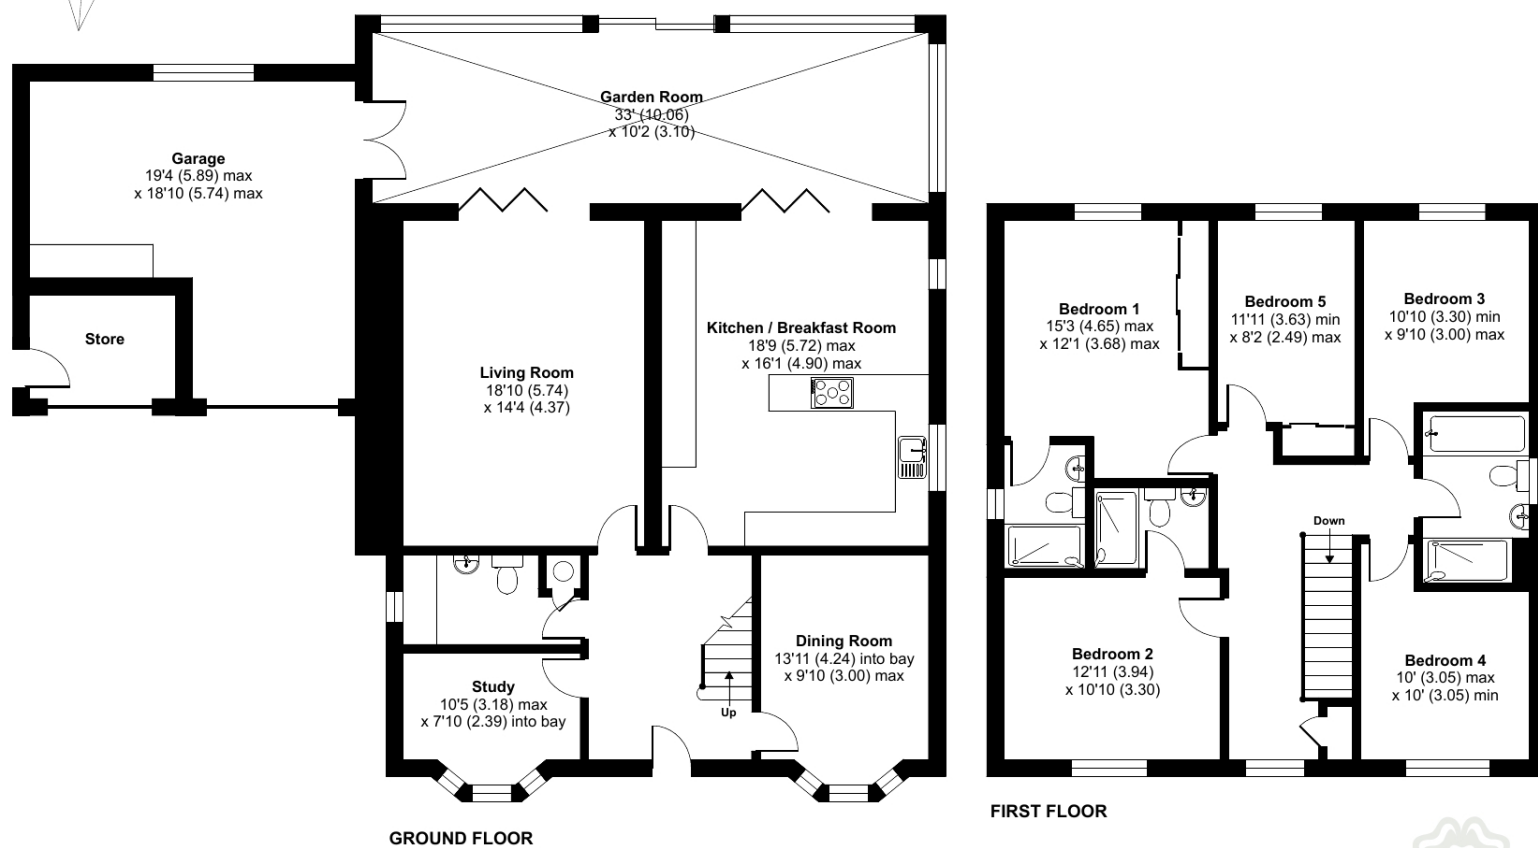 Garden Room
33' (10.06)
x 10'2 (3.10)
Garage
19'4 (5.89) max
x 18'10 (5.74) max
Store
Living Room
18'10 (5.74)
x 14'4 (4.37)
Kitchen / Breakfast Room
18'9 (5.72) max
x 16'1 (4.90) max
Dining Room
13'11 (4.24) into bay
x 9'10 (3.00) max
Study
10'5 (3.18) max
x 7'10 (2.39) into bay
Up
GROUND FLOOR
Bedroom 1
15'3 (4.65) max
x 12'1 (3.68) max
Bedroom 5
11'11 (3.63) min
x 8'2 (2.49) max
Bedroom 3
10'10 (3.30) min
x 9'10 (3.00) max
Down
Bedroom 2
12'11 (3.94)
x 10'10 (3.30)
Bedroom 4
10' (3.05) max
x 10' (3.05) min
FIRST FLOOR